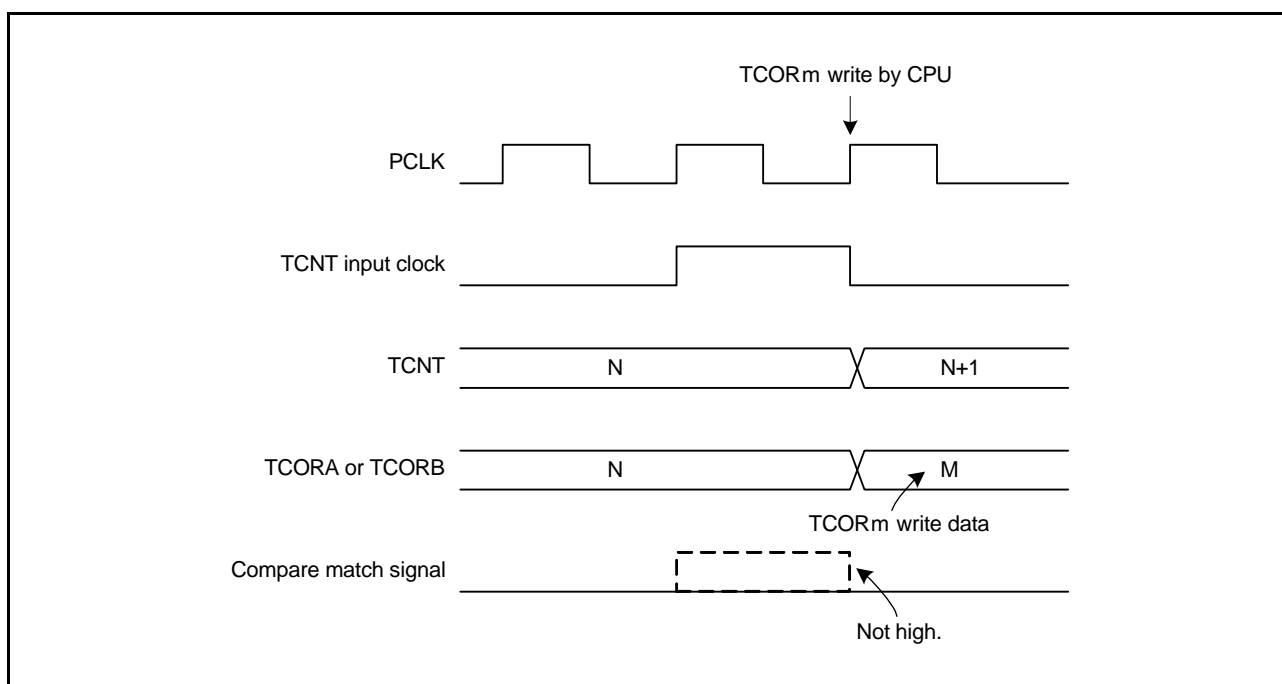 TCORm write by CPU
PCLK
TCNT input clock
TCNT
N
N+1
TCORA or TCORB
N
M
TCORm write data
Compare match signal
Not high.